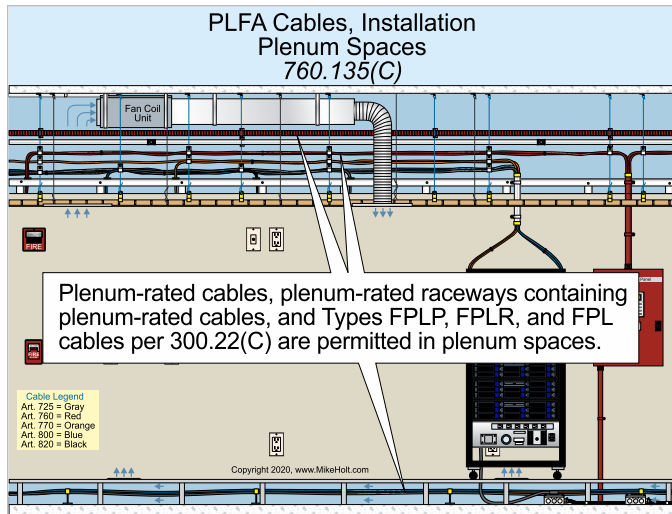 PLFA Cables, Installation
Plenum Spaces
760.135(C)
Fan Coil
Unit
FIRE
Panel
Plenum-rated cables, plenum-rated raceways containing
plenum-rated cables, and Types FPLP, FPLR, and FPL
cables per 300.22(C) are permitted in plenum spaces.
FIRE
Cable Legend
Art. 725 = Gray
Art. 760 = Red
Art. 770 = Orange
Art. 800 = Blue
Art. 820 = Black
Copyright 2020, www.MikeHolt.com